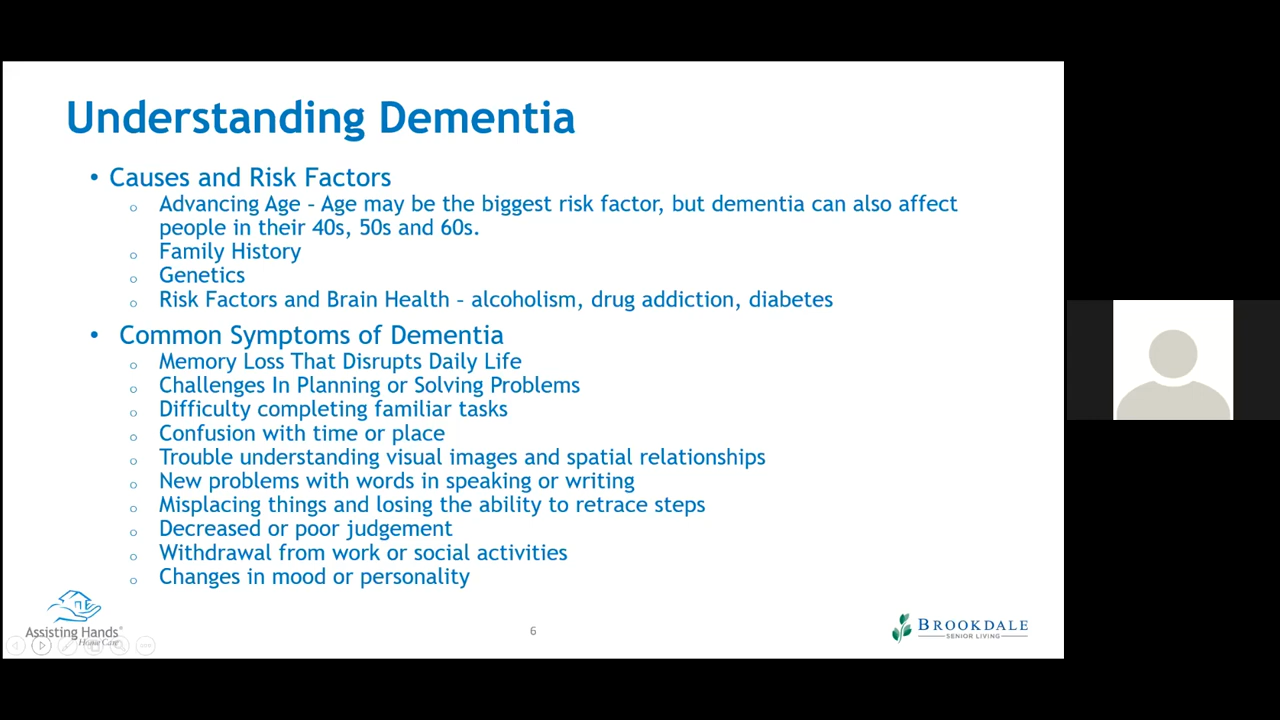 Understanding Dementia
• Causes and Risk Factors
o Advancing Age – Age may be the biggest risk factor, but dementia can also affect
people in their 40s, 50s and 60s.
o Family History
o Genetics
o Risk Factors and Brain Health – alcoholism, drug addiction, diabetes
• Common Symptoms of Dementia
o Memory Loss That Disrupts Daily Life
o Challenges In Planning or Solving Problems
o Difficulty completing familiar tasks
o Confusion with time or place
o Trouble understanding visual images and spatial relationships
o New problems with words in speaking or writing
o Misplacing things and losing the ability to retrace steps
o Decreased or poor judgement
o Withdrawal from work or social activities
o Changes in mood or personality
Assisting Hands®
Home Care
6
BROOKDALE
SENIOR LIVING